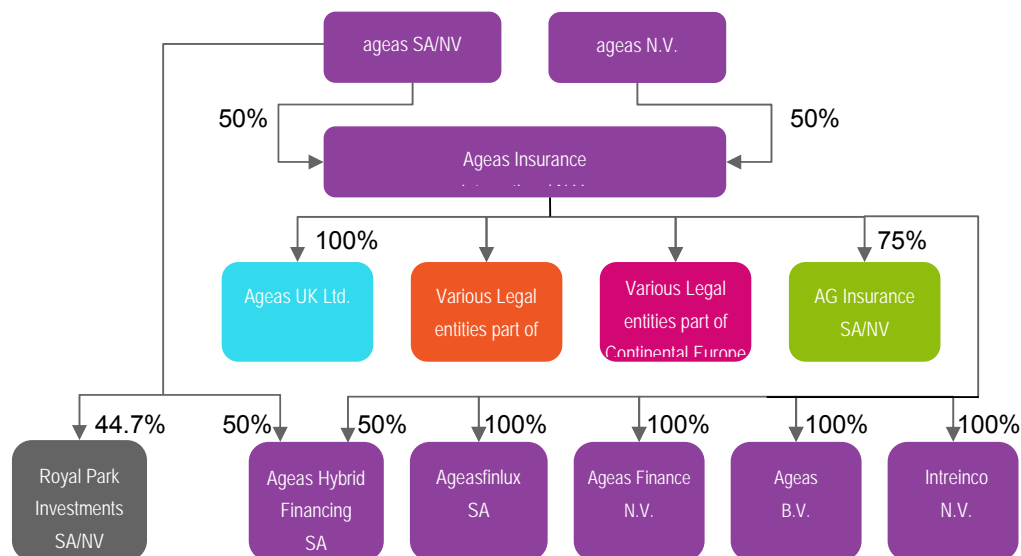 ageas SA/NV
ageas N.V.
50%
50%
Ageas Insurance
100%
75%
Ageas UK Ltd.
Various Legal
entities part of
Various Legal
entities part of
Continental Europe
AG Insurance
SA/NV
44.7%
50%
50%
100%
100%
100%
100%
Royal Park
Investments
SA/NV
Ageas Hybrid
Financing
SA
Ageasfinlux
SA
Ageas Finance
N.V.
Ageas
B.V.
Intreinco
N.V.